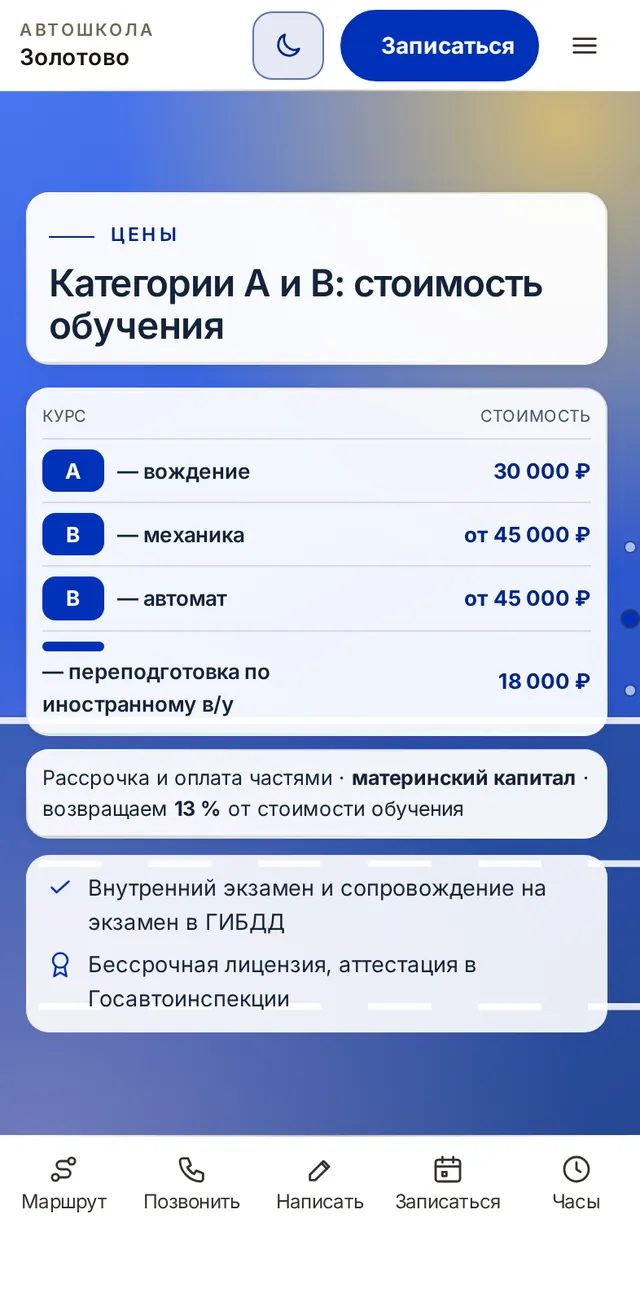 АВТОШКОЛА
Золотово
Записаться
ЦЕНЫ
Категории А и В: стоимость
обучения
КУРС СТОИМОСТЬ
A — вождение 30 000 ₽
B — механика от 45 000 ₽
B — автомат от 45 000 ₽
— переподготовка по
иностранному в/у 18 000 ₽
Рассрочка и оплата частями · материнский капитал ·
возвращаем 13 % от стоимости обучения
Внутренний экзамен и сопровождение на
экзамен в ГИБДД
Бессрочная лицензия, аттестация в
Госавтоинспекции
Маршрут Позвонить Написать Записаться Часы